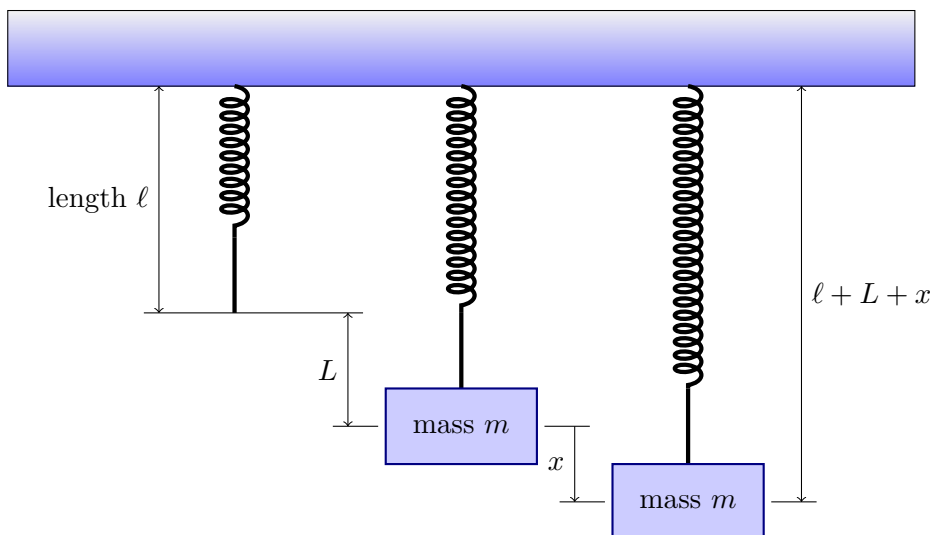 length ℓ
ℓ + L + x
L
mass m
x
mass m